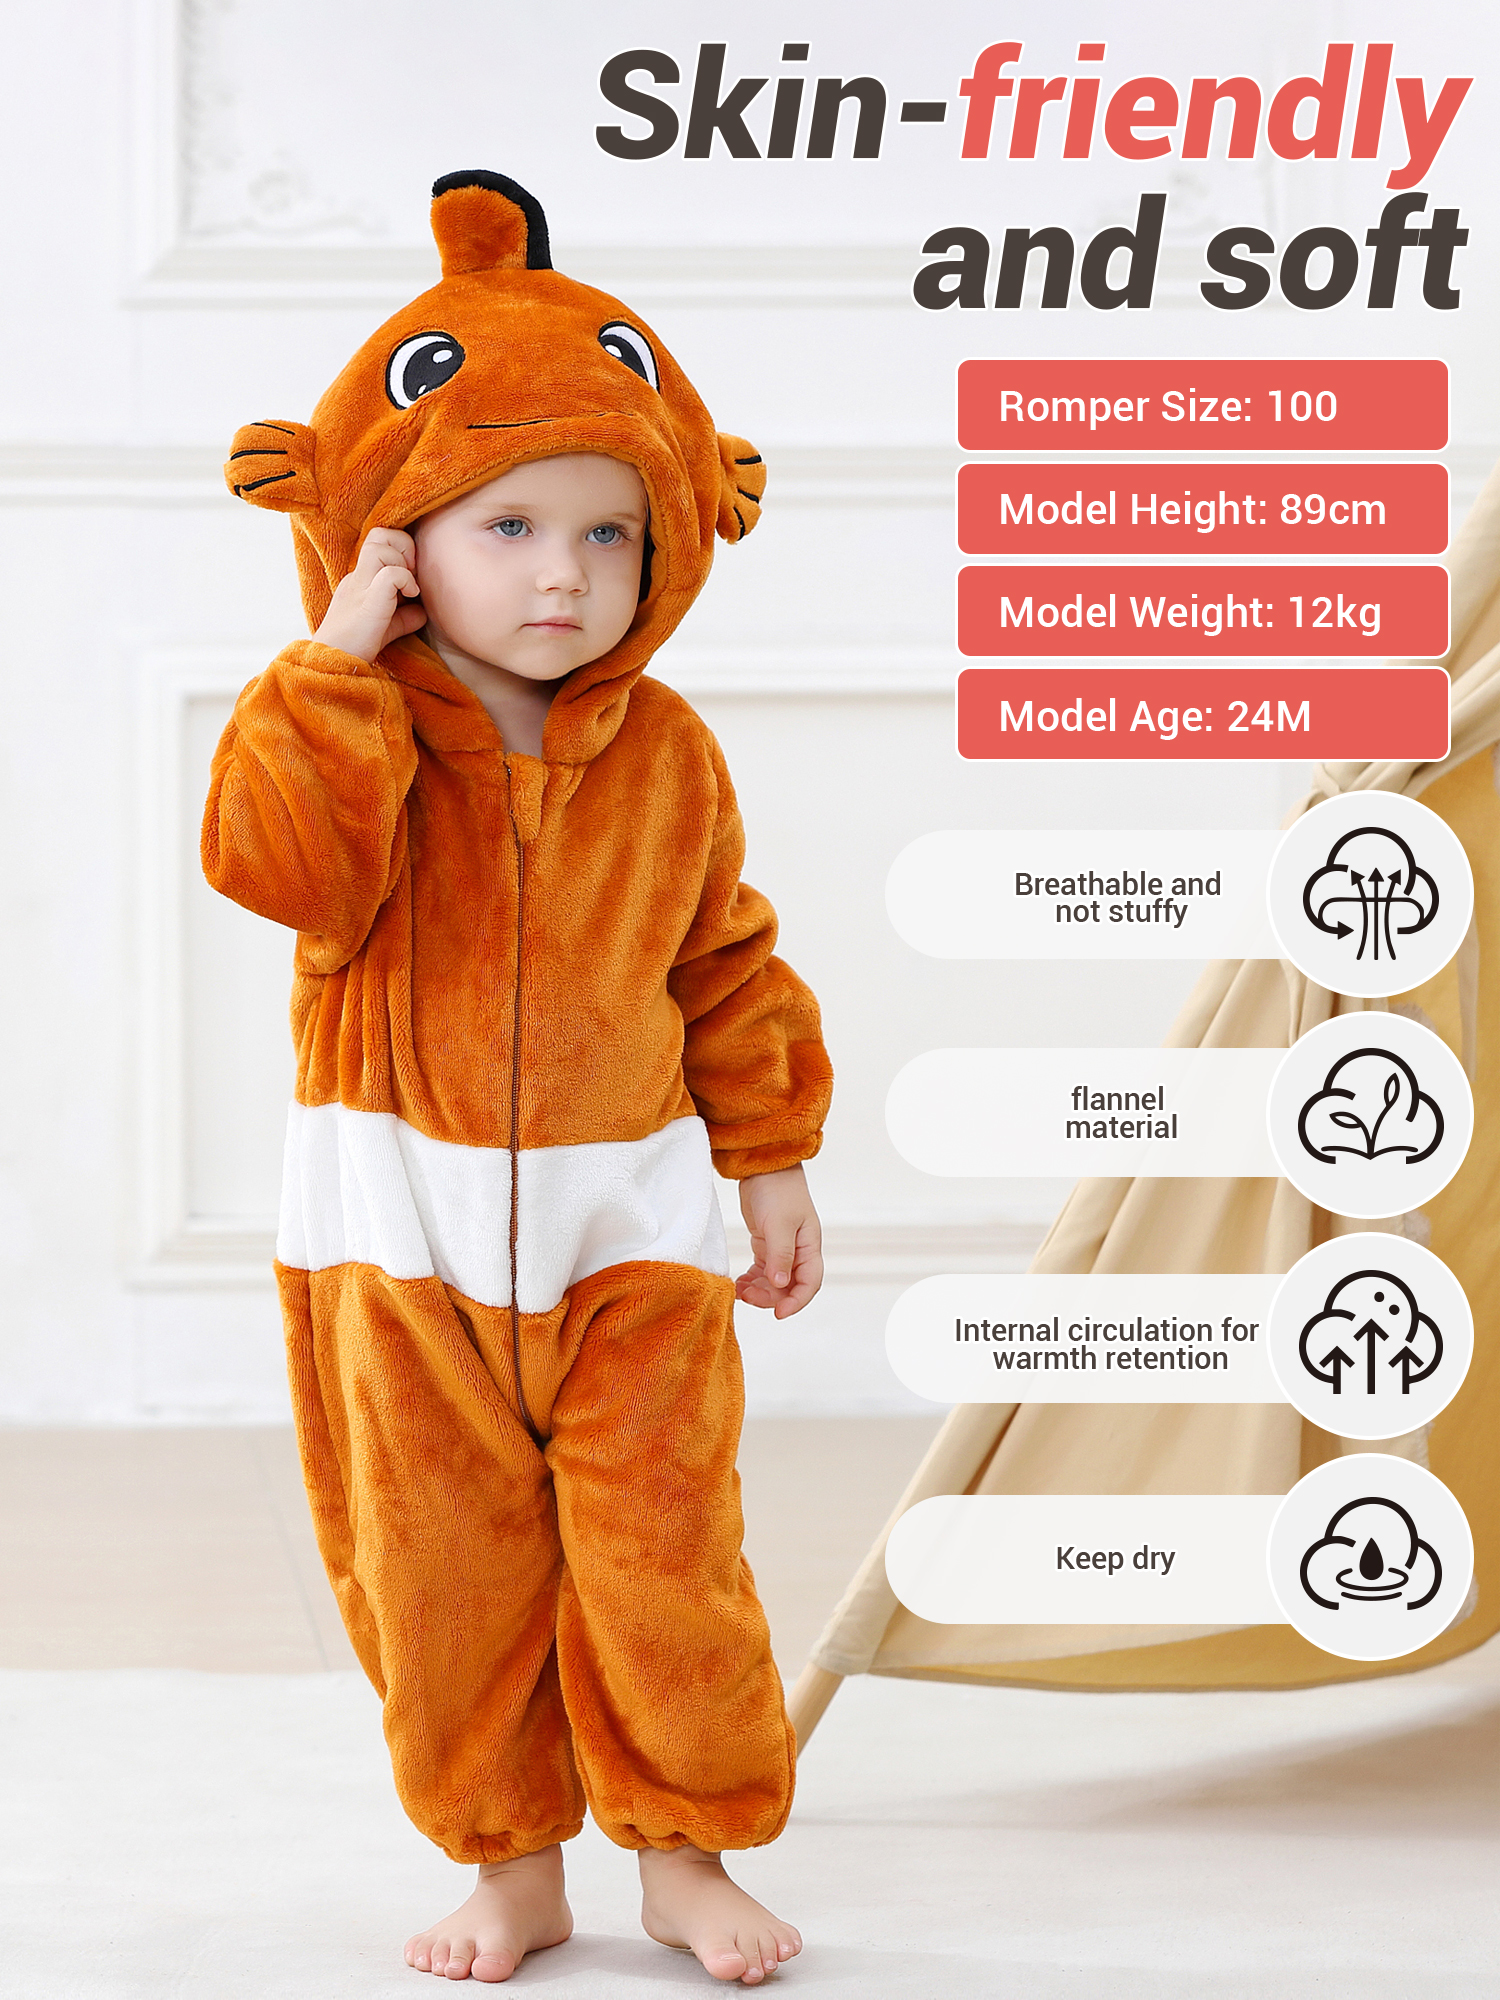 Skin-friendly
and soft
Romper Size: 100
Model Height: 89cm
Model Weight: 12kg
Model Age: 24M
Breathable and
not stuffy
flannel
material
Internal circulation for
warmth retention
Keep dry